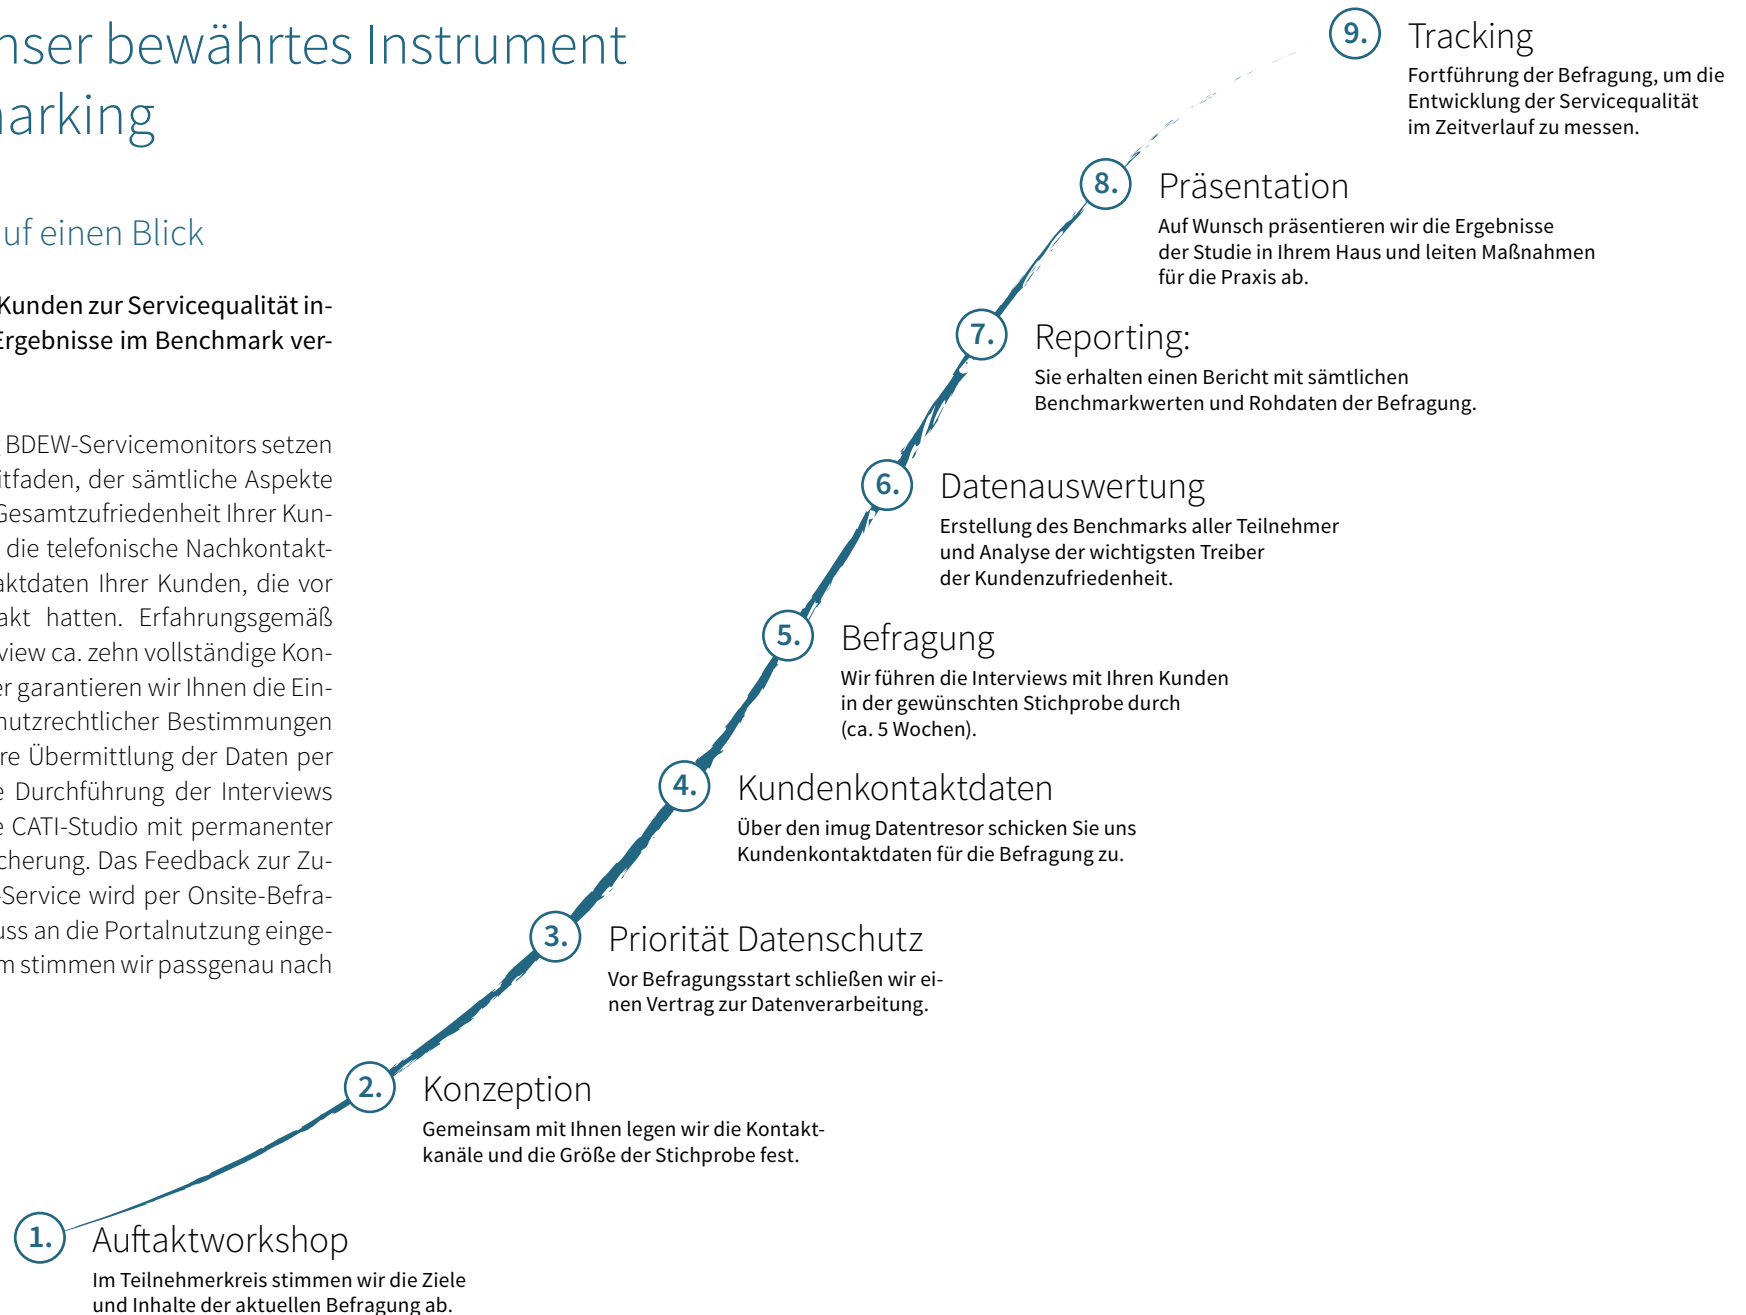 nser bewährtes Instrument
arking
uf einen Blick
Kunden zur Servicequalität in-
Ergebnisse im Benchmark ver-
BDEW-Servicemonitors setzen
itfaden, der sämtliche Aspekte
Gesamtzufriedenheit Ihrer Kun-
die telefonische Nachkontakt-
aktdaten Ihrer Kunden, die vor
akt hatten. Erfahrungsgemäß
view ca. zehn vollständige Kon-
er garantieren wir Ihnen die Ein-
hutzrechtlicher Bestimmungen
re Übermittlung der Daten per
e Durchführung der Interviews
e CATI-Studio mit permanenter
cherung. Das Feedback zur Zu-
-Service wird per Onsite-Befra-
uss an die Portalnutzung einge-
m stimmen wir passgenau nach
9. Tracking
Fortführung der Befragung, um die
Entwicklung der Servicequalität
im Zeitverlauf zu messen.
8. Präsentation
Auf Wunsch präsentieren wir die Ergebnisse
der Studie in Ihrem Haus und leiten Maßnahmen
für die Praxis ab.
7. Reporting:
Sie erhalten einen Bericht mit sämtlichen
Benchmarkwerten und Rohdaten der Befragung.
6. Datenauswertung
Erstellung des Benchmarks aller Teilnehmer
und Analyse der wichtigsten Treiber
der Kundenzufriedenheit.
5. Befragung
Wir führen die Interviews mit Ihren Kunden
in der gewünschten Stichprobe durch
(ca. 5 Wochen).
4. Kundenkontaktdaten
Über den imug Datentresor schicken Sie uns
Kundenkontaktdaten für die Befragung zu.
3. Priorität Datenschutz
Vor Befragungsstart schließen wir ei-
nen Vertrag zur Datenverarbeitung.
2. Konzeption
Gemeinsam mit Ihnen legen wir die Kontakt-
kanäle und die Größe der Stichprobe fest.
1. Auftaktworkshop
Im Teilnehmerkreis stimmen wir die Ziele
und Inhalte der aktuellen Befragung ab.